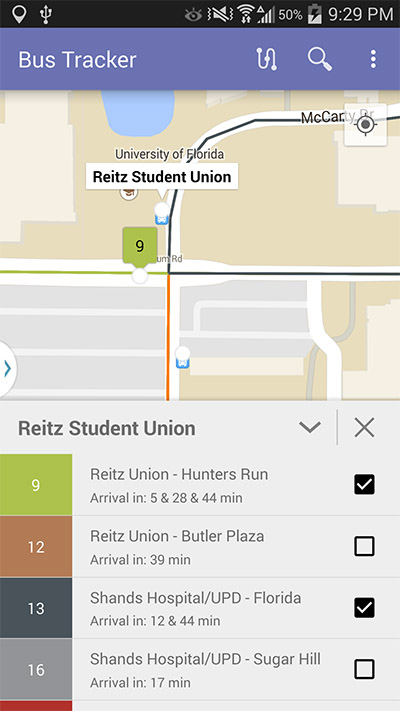 50% 9:29 PM
Bus Tracker
McCarty Dr
University of Florida
Reitz Student Union
9
um Rd
Reitz Student Union
9
Reitz Union - Hunters Run
Arrival in: 5 & 28 & 44 min
12
Reitz Union - Butler Plaza
Arrival in: 39 min
13
Shands Hospital/UPD - Florida
Arrival in: 12 & 44 min
16
Shands Hospital/UPD - Sugar Hill
Arrival in: 17 min